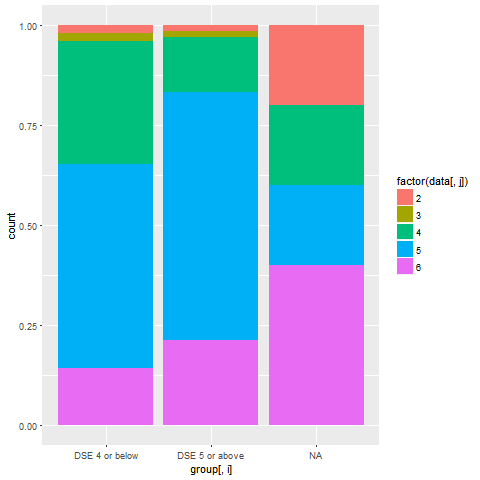 1.00
0.75
0.50
0.25
0.00
count
DSE 4 or below
DSE 5 or above
NA
group[, i]
factor(data[, j])
2
3
4
5
6